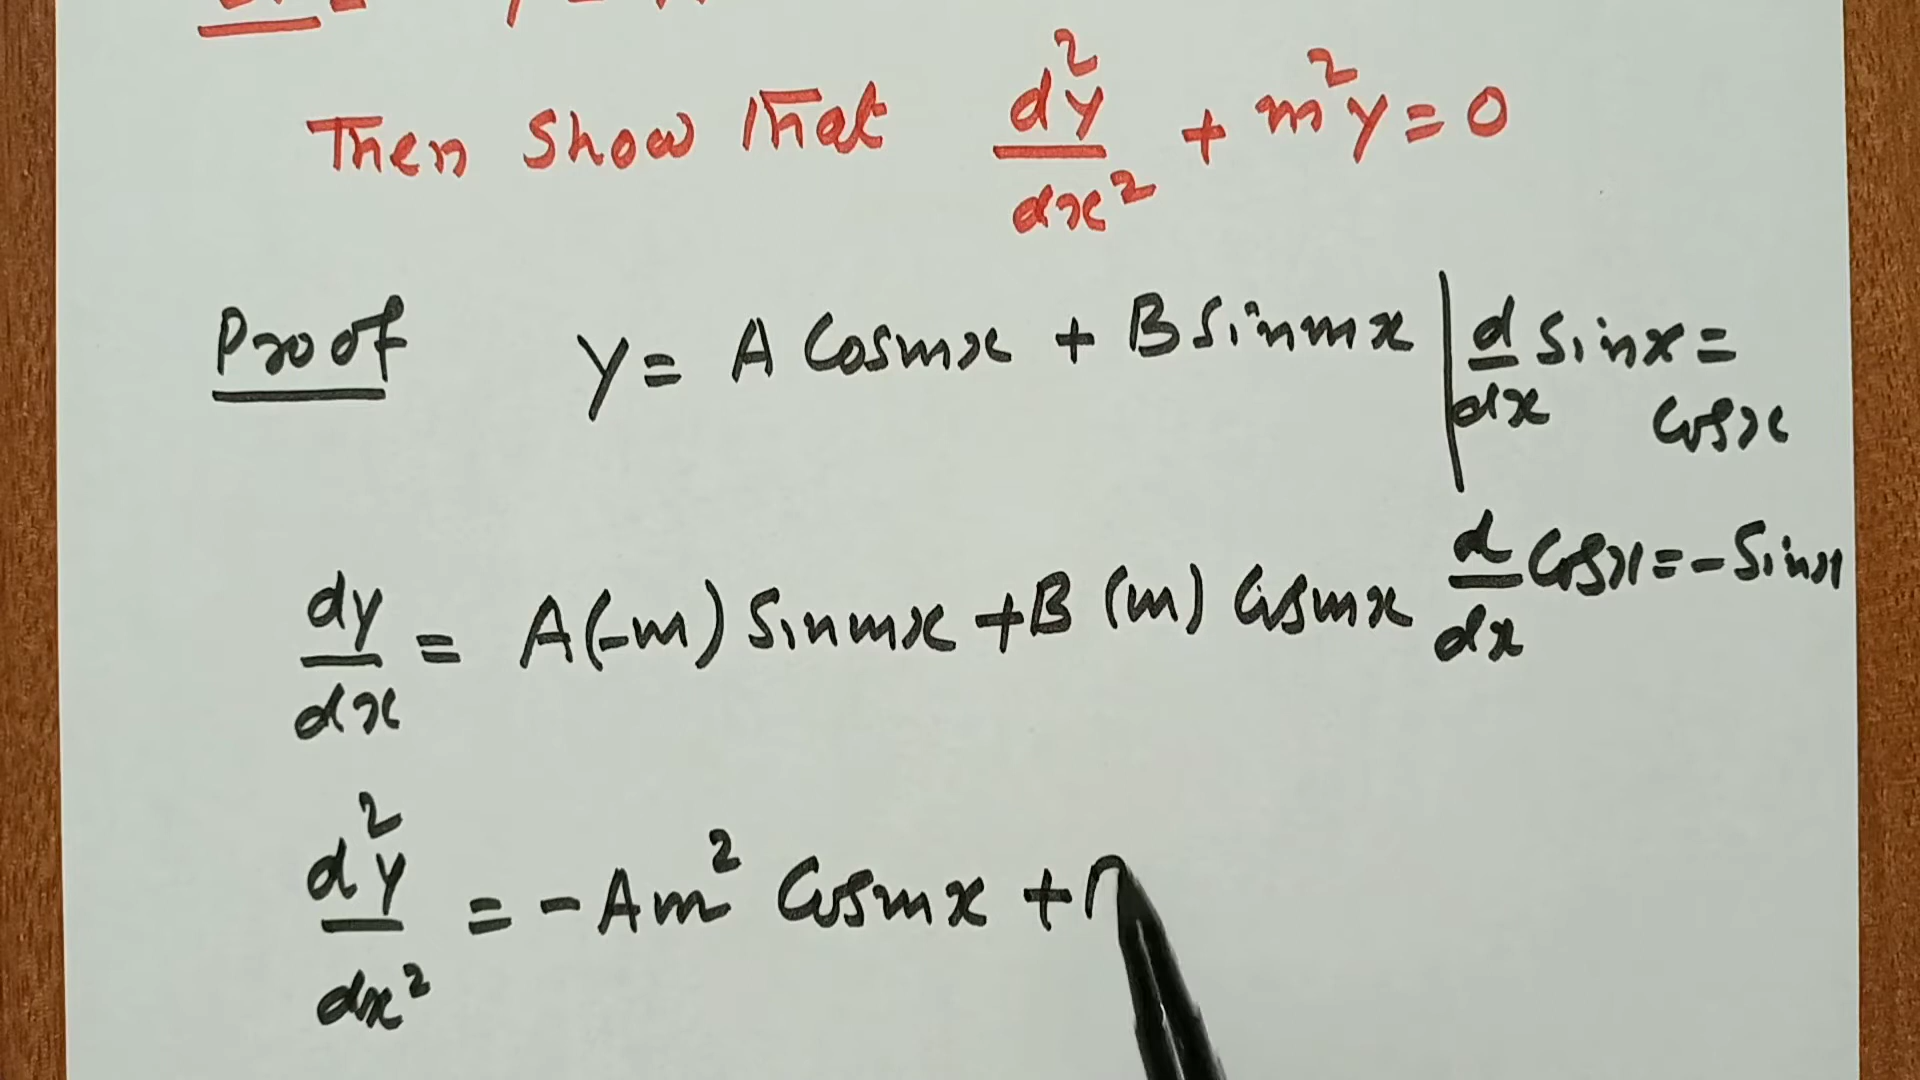 Then Show that d²y/dx² + m²y = 0
Proof y = A Cosmx + B Sinmx | d/dx Sinx = Cosx
dy/dx = A(-m) Sinmx + B (m) Cosmx d/dx Cosx = - Sinx
d²y/dx² = - Am² Cosmx +